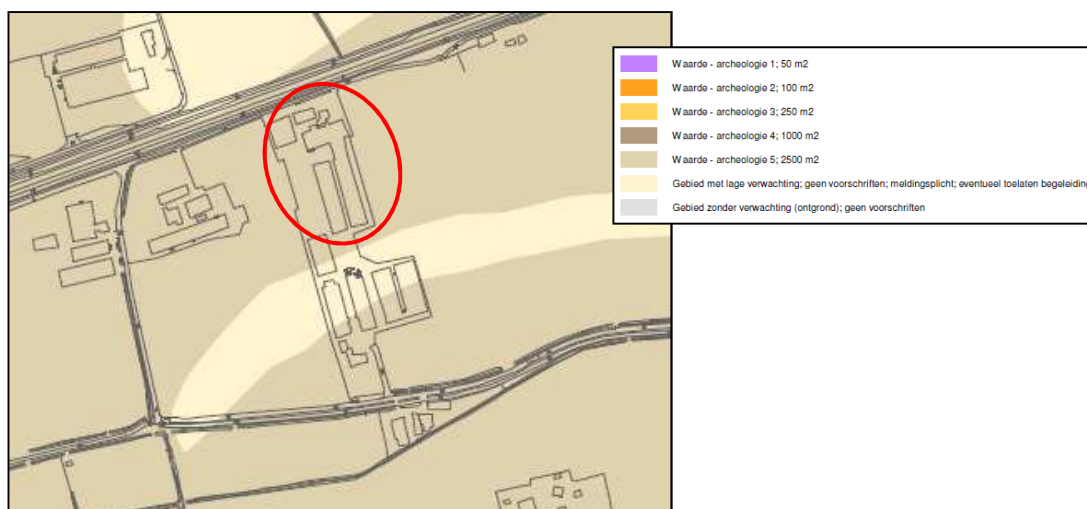 Waarde - archeologie 1; 50 m2
Waarde - archeologie 2; 100 m2
Waarde - archeologie 3; 250 m2
Waarde - archeologie 4; 1000 m2
Waarde - archeologie 5; 2500 m2
Gebied met lage verwachting; geen voorschriften; meldingsplicht; eventueel toelaten begeleiding
Gebied zonder verwachting (ontgrond); geen voorschriften